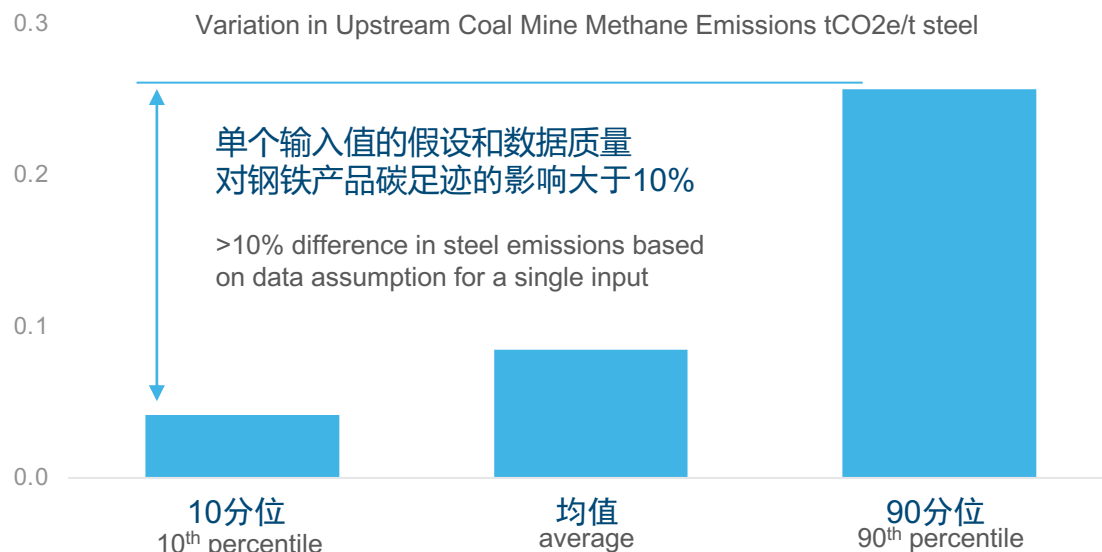 Variation in Upstream Coal Mine Methane Emissions tCO2e/t steel
0.3
单个输入值的假设和数据质量
对钢铁产品碳足迹的影响大于10%
0.2
>10% difference in steel emissions based
on data assumption for a single input
0.1
0.0
10分位
10th percentile
均值
average
90分位
90th percentile